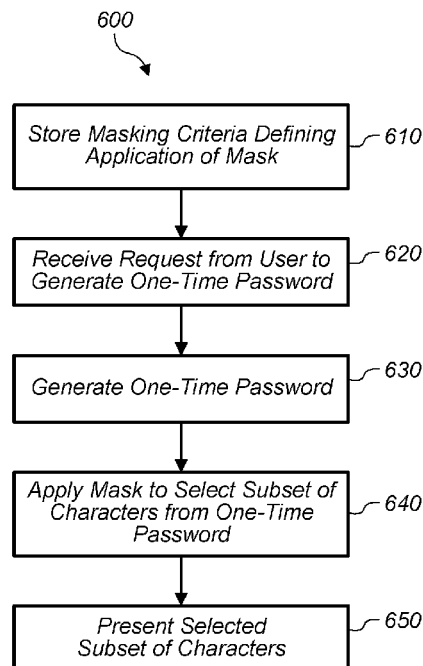 600
Store Masking Criteria Defining
Application of Mask
610
Receive Request from User to
Generate One-Time Password
620
Generate One-Time Password
630
Apply Mask to Select Subset of
Characters from One-Time
Password
640
Present Selected
Subset of Characters
650